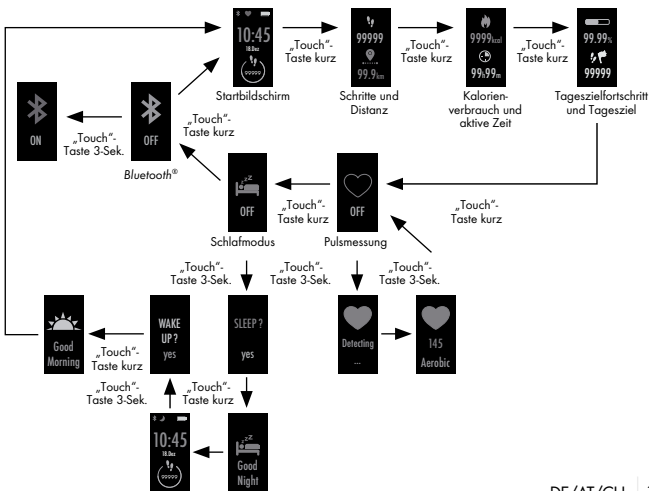 10:45
18.Dez
99999
Startbildschirm
„Touch"-
Taste kurz
99999
99.9km
Schritte und
Distanz
„Touch"-
Taste kurz
9999kcal
99h99m
Kalorien-
verbrauch und
aktive Zeit
„Touch"-
Taste kurz
99.99%
99999
Tageszielfortschritt
und Tagesziel
ON
„Touch"-
Taste 3-Sek.
OFF
Bluetooth®
„Touch"-
Taste kurz
„Touch"-
Taste kurz
OFF
Schlafmodus
„Touch"-
Taste kurz
OFF
Pulsmessung
„Touch"-
Taste kurz
„Touch"-
Taste 3-Sek.
„Touch"-
Taste 3-Sek.
„Touch"-
Taste 3-Sek.
Good
Morning
„Touch"-
Taste kurz
WAKE
UP?
yes
SLEEP ?
yes
Detecting
...
145
Aerobic
„Touch"-
Taste 3-Sek.
„Touch"-
Taste kurz
10:45
18.Dez
99999
zzZ
Good
Night
DE/AT/CH